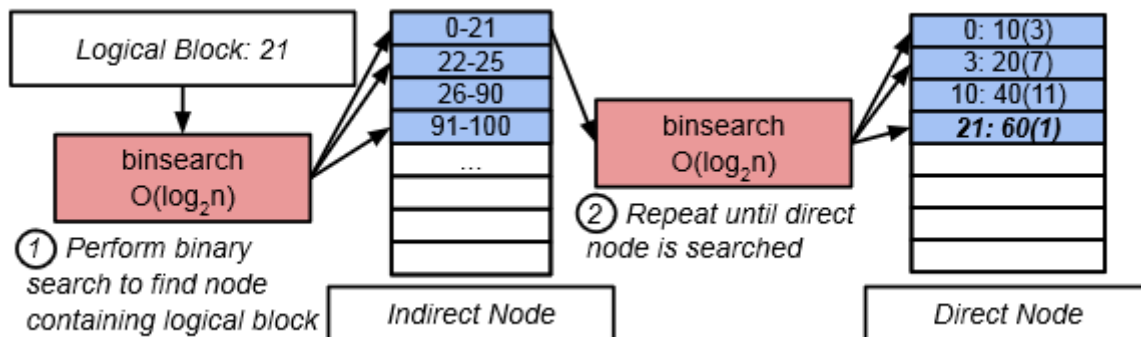 Logical Block: 21
binsearch
O(log₂n)
1 Perform binary
search to find node
containing logical block
0-21
22-25
26-90
91-100
...
Indirect Node
binsearch
O(log₂n)
2 Repeat until direct
node is searched
0: 10(3)
3: 20(7)
10: 40(11)
21: 60(1)
Direct Node